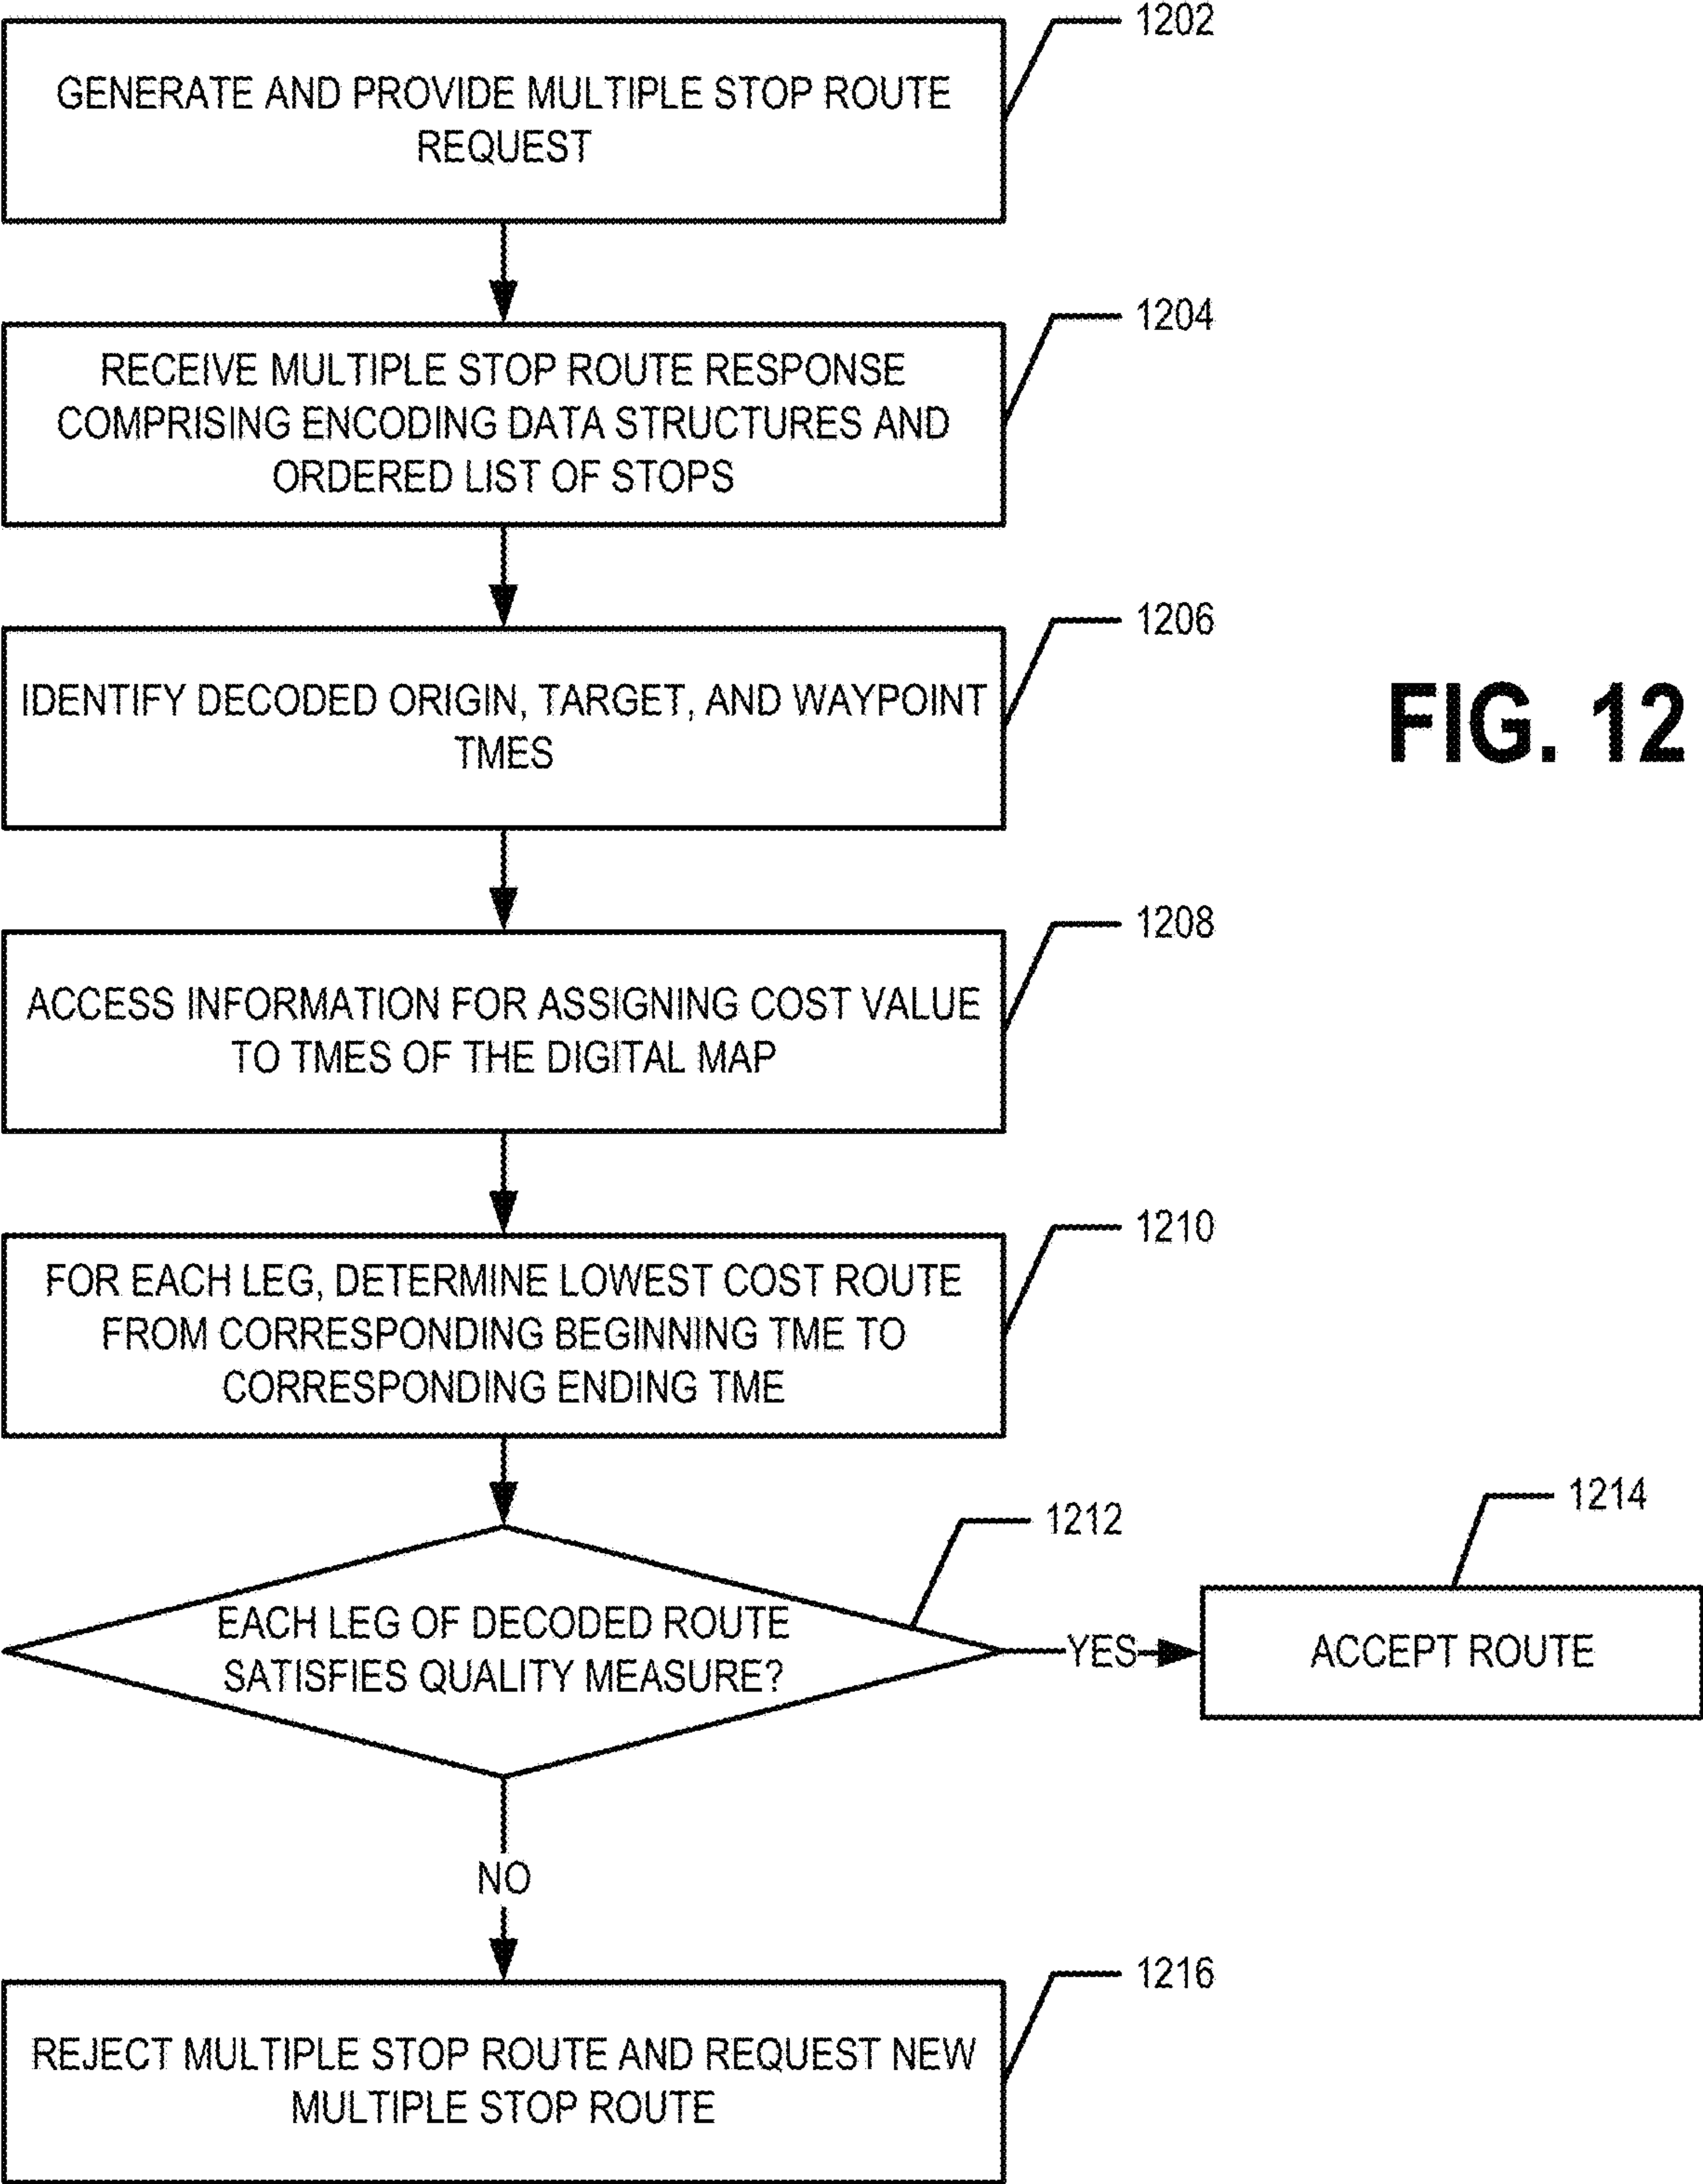 1202
GENERATE AND PROVIDE MULTIPLE STOP ROUTE
REQUEST
1204
RECEIVE MULTIPLE STOP ROUTE RESPONSE
COMPRISING ENCODING DATA STRUCTURES AND
ORDERED LIST OF STOPS
1206
IDENTIFY DECODED ORIGIN, TARGET, AND WAYPOINT
TMES
FIG. 12
1208
ACCESS INFORMATION FOR ASSIGNING COST VALUE
TO TMES OF THE DIGITAL MAP
1210
FOR EACH LEG, DETERMINE LOWEST COST ROUTE
FROM CORRESPONDING BEGINNING TME TO
CORRESPONDING ENDING TME
1212
EACH LEG OF DECODED ROUTE
SATISFIES QUALITY MEASURE?
YES
1214
ACCEPT ROUTE
NO
1216
REJECT MULTIPLE STOP ROUTE AND REQUEST NEW
MULTIPLE STOP ROUTE